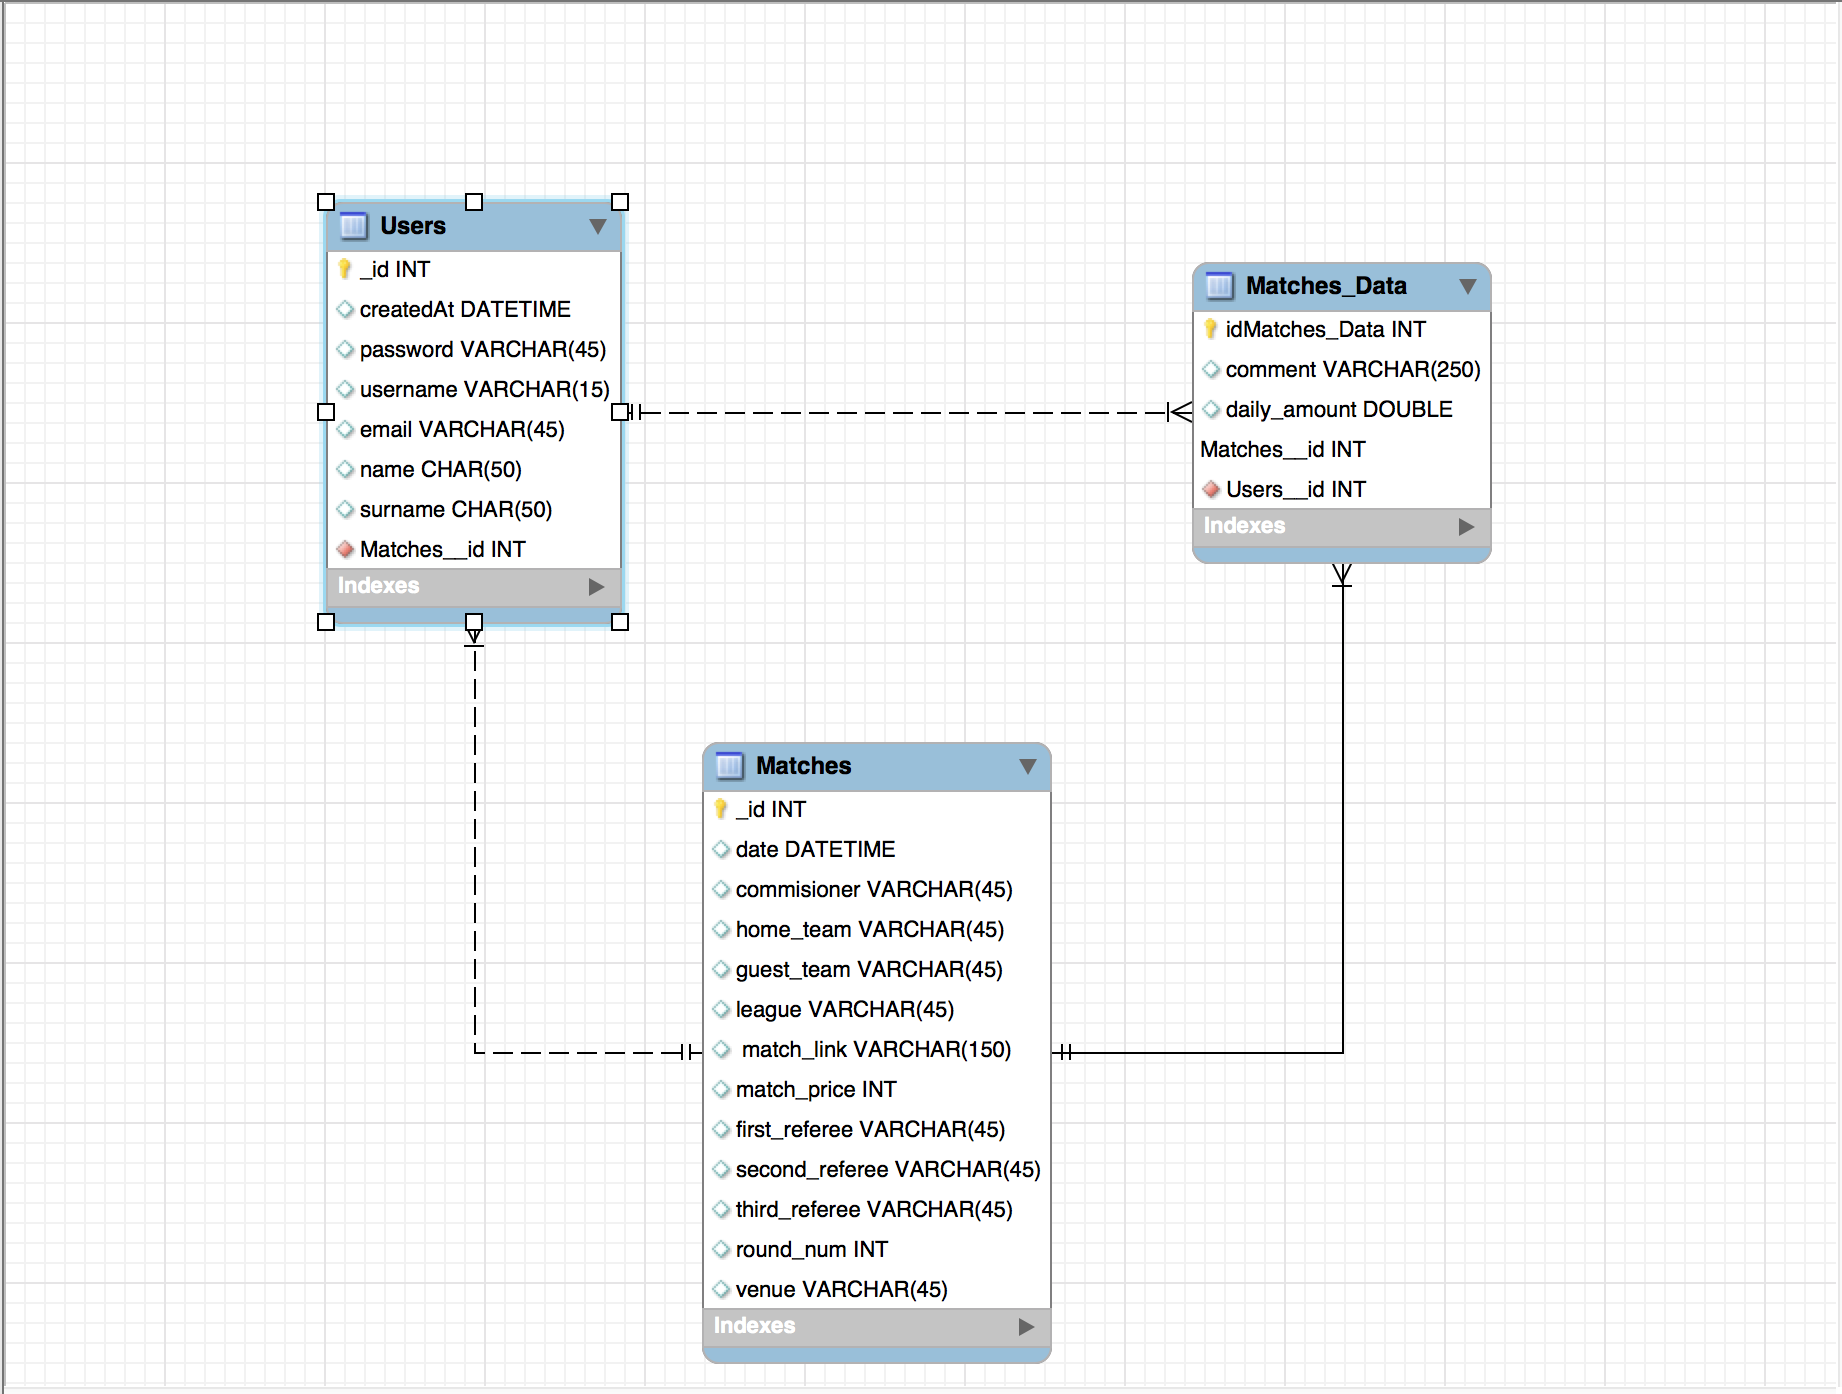 Users
_id INT
createdAt DATETIME
password VARCHAR(45)
username VARCHAR(15)
email VARCHAR(45)
name CHAR(50)
surname CHAR(50)
Matches__id INT
Indexes
Matches_Data
idMatches_Data INT
comment VARCHAR(250)
daily_amount DOUBLE
Matches__id INT
Users__id INT
Indexes
Matches
_id INT
date DATETIME
commisioner VARCHAR(45)
home_team VARCHAR(45)
guest_team VARCHAR(45)
league VARCHAR(45)
match_link VARCHAR(150)
match_price INT
first_referee VARCHAR(45)
second_referee VARCHAR(45)
third_referee VARCHAR(45)
round_num INT
venue VARCHAR(45)
Indexes